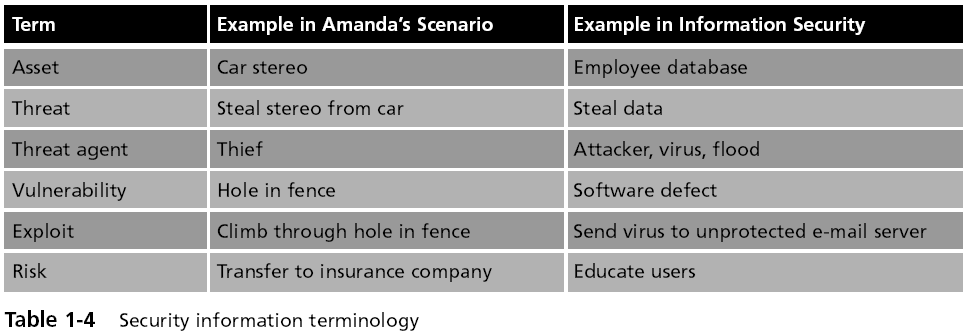 Term Example in Amanda’s Scenario Example in Information Security
Asset Car stereo Employee database
Threat Steal stereo from car Steal data
Threat agent Thief Attacker, virus, flood
Vulnerability Hole in fence Software defect
Exploit Climb through hole in fence Send virus to unprotected e-mail server
Risk Transfer to insurance company Educate users
Table 1-4 Security information terminology